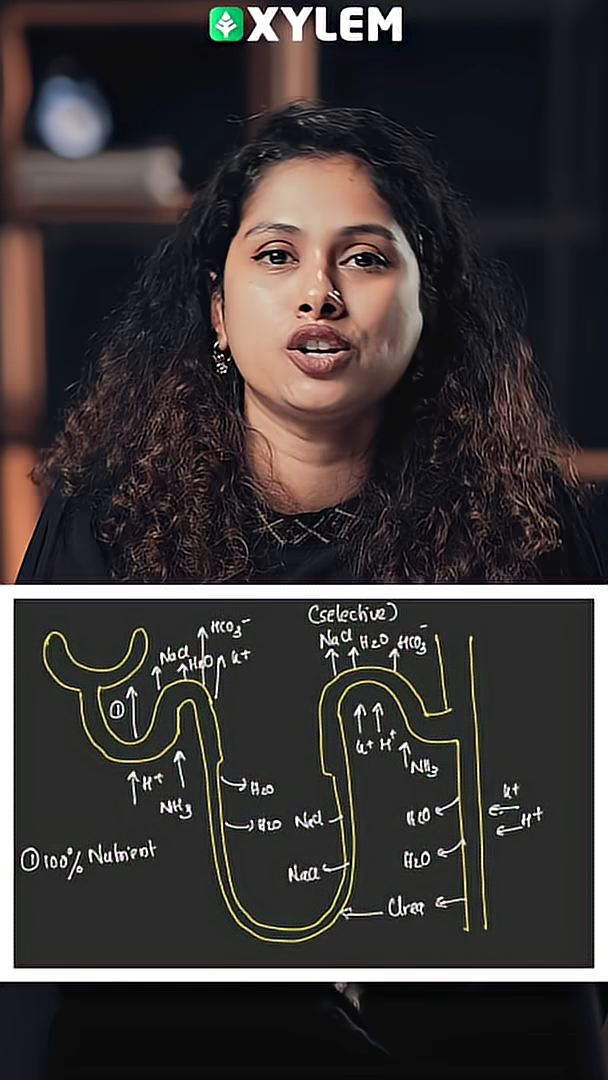 XYLEM
(selective)
HCO₃⁻
NaCl H₂O HCO₃⁻
NaCl H₂O K⁺
①
K⁺ H⁺
NH₃
H⁺
NH₃
H₂O
H₂O NaCl
H₂O
K⁺
H⁺
① 100% Nutrient
H₂O
NaCl
Urea